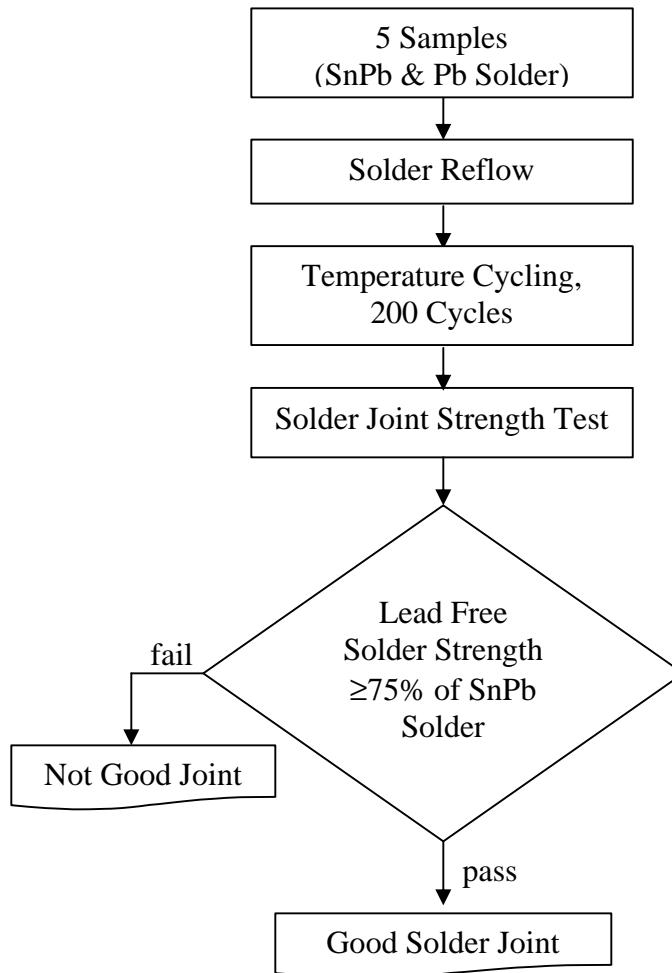 5 Samples
(SnPb & Pb Solder)
Solder Reflow
Temperature Cycling,
200 Cycles
Solder Joint Strength Test
Lead Free
Solder Strength
≥75% of SnPb
Solder
fail
Not Good Joint
pass
Good Solder Joint